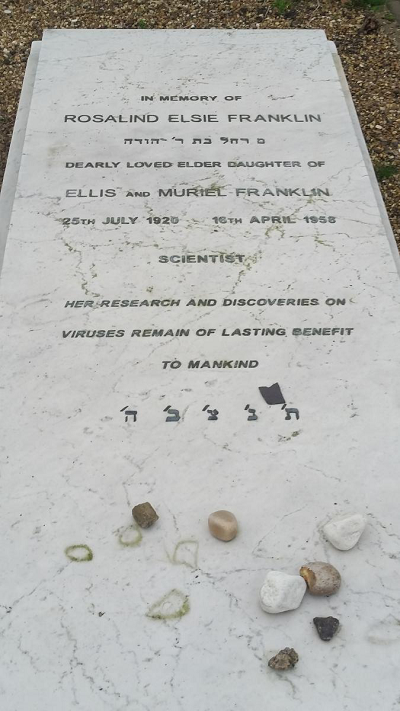 IN MEMORY OF
ROSALIND ELSIE FRANKLIN
מ רחל בת ר׳ יהודה
DEARLY LOVED ELDER DAUGHTER OF
ELLIS AND MURIEL FRANKLIN
25TH JULY 1920 16TH APRIL 1958
SCIENTIST
HER RESEARCH AND DISCOVERIES ON
VIRUSES REMAIN OF LASTING BENEFIT
TO MANKIND
ת׳ נ׳ צ׳ ב׳ ה׳